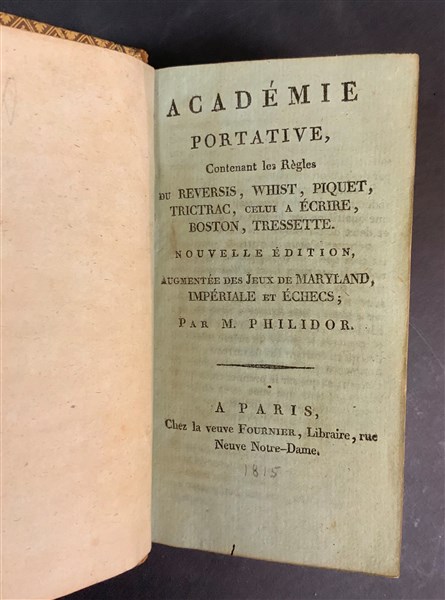 ACADÉMIE
PORTATIVE,
Contenant les Règles
DU REVERSIS, WHIST, PIQUET,
TRICTRAC, CELUI A ÉCRIRE,
BOSTON, TRESSETTE.
NOUVELLE ÉDITION,
AUGMENTÉE DES JEUX DE MARYLAND,
IMPÉRIALE ET ÉCHECS;
PAR M. PHILIDOR.
A PARIS,
Chez la veuve FOURNIER, Libraire, rue
Neuve Notre-Dame.
1815